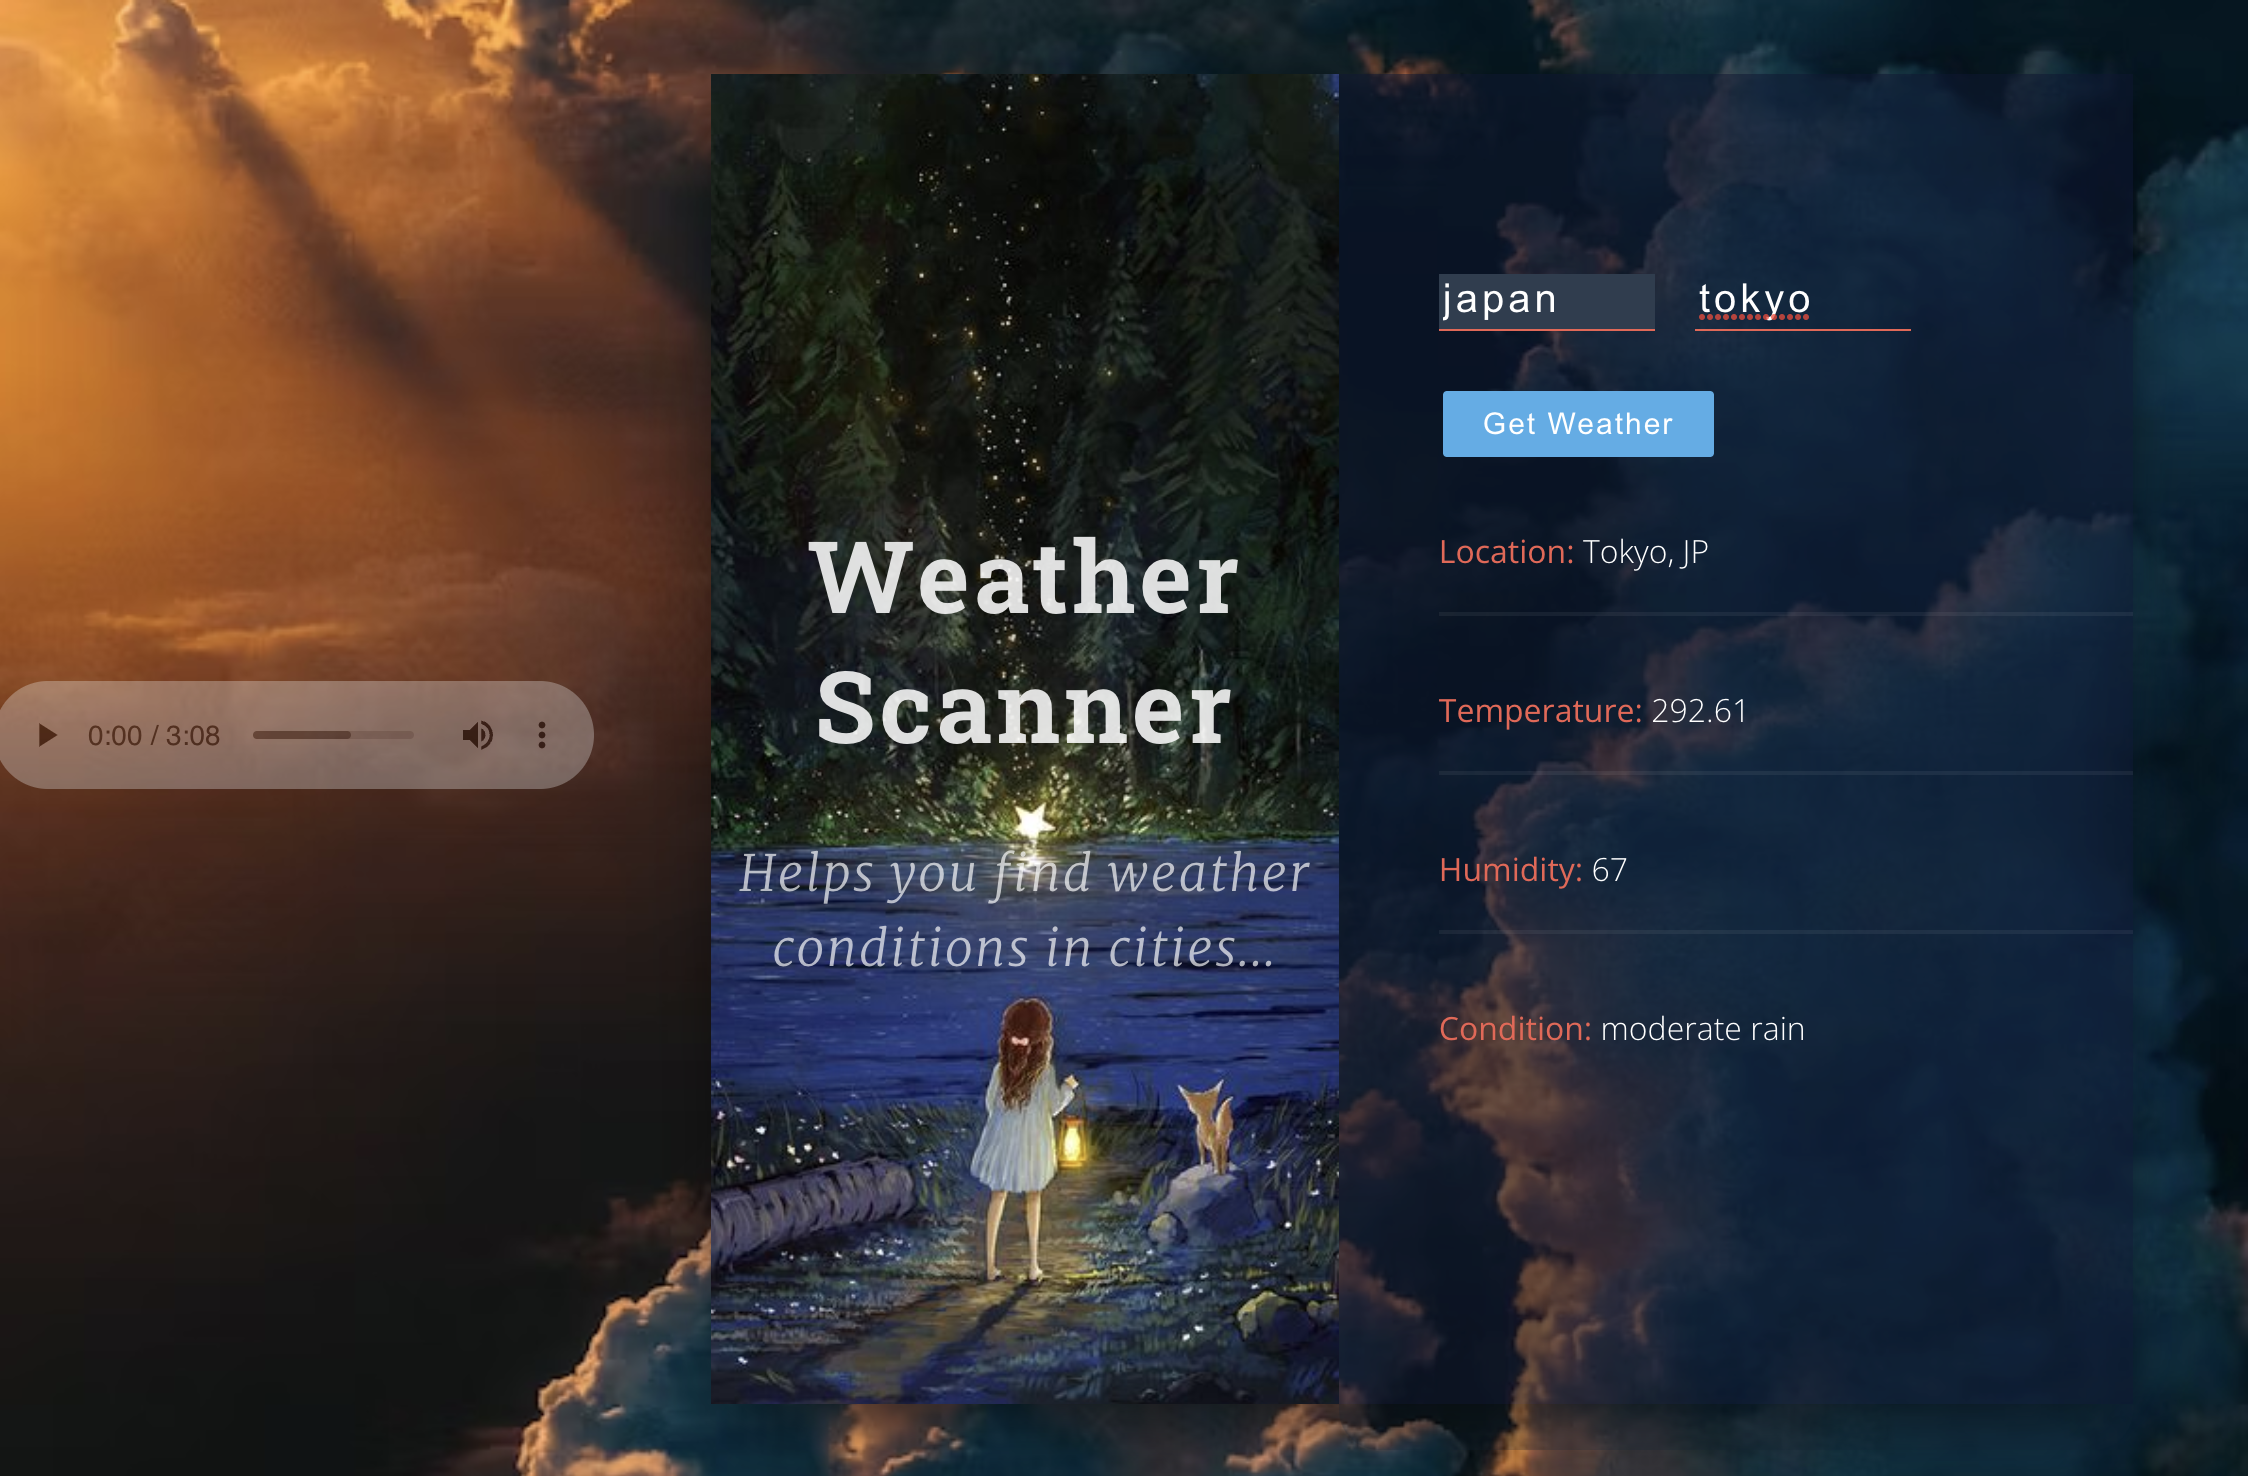 japan
tokyo
Get Weather
Location: Tokyo, JP
Temperature: 292.61
Humidity: 67
Condition: moderate rain
Weather
Scanner
Helps you find weather
conditions in cities...
0:00 / 3:08